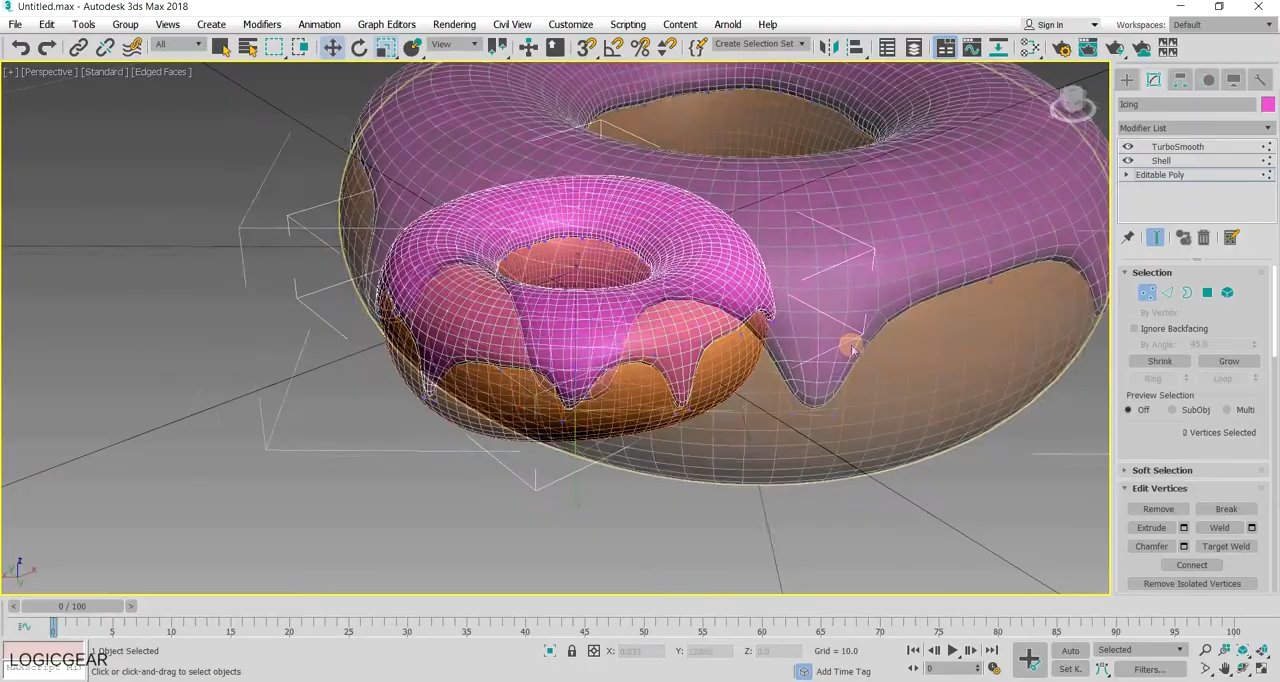 Untitled.max - Autodesk 3ds Max 2018
File Edit Tools Group Views Create Modifiers Animation Graph Editors Rendering Civil View Customize Scripting Content Arnold Help Sign In Workspaces: Default
All View Create Selection Set
[+] [Perspective ] [Standard ] [Edged Faces ]
Icing
Modifier List
TurboSmooth
Shell
Editable Poly
Selection
By Vertex
Ignore Backfacing
By Angle: 45.0
Shrink Grow
Ring Loop
Preview Selection
Off SubObj Multi
0 Vertices Selected
Soft Selection
Edit Vertices
Remove Break
Extrude Weld
Chamfer Target Weld
Connect
Remove Isolated Vertices
z
y x
y
< 0 / 100 >
0 5 10 15 20 25 30 35 40 45 50 55 60 65 70 75 80 85 90 95 100
1 Object Selected X: Y: Z: 0.0 Grid = 10.0 Auto Selected
LOGICGEAR
Click or click-and-drag to select objects 0 Add Time Tag Set K. Filters...